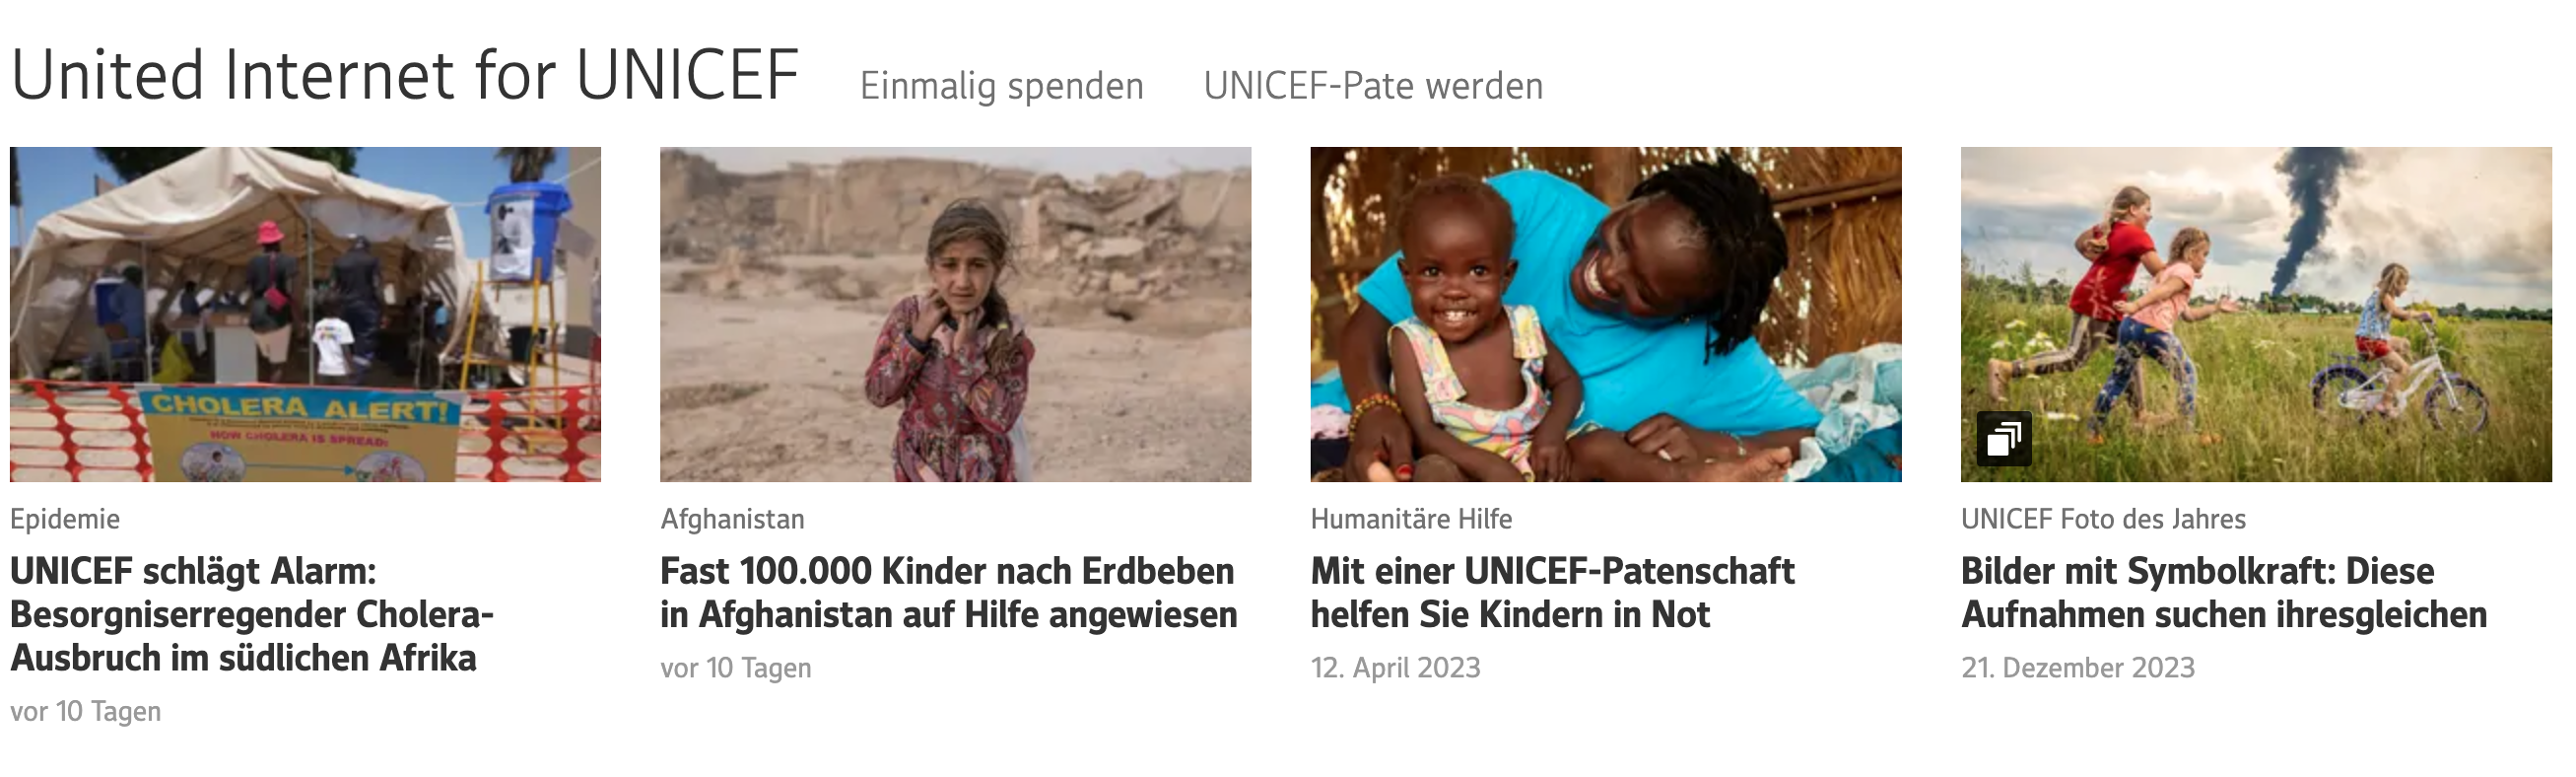 United Internet for UNICEF
Einmalig spenden
UNICEF-Pate werden
CHOLERA ALERT!
HOW CHOLERA IS SPREAD:
Epidemie
UNICEF schlägt Alarm:
Besorgniserregender Cholera-
Ausbruch im südlichen Afrika
vor 10 Tagen
Afghanistan
Fast 100.000 Kinder nach Erdbeben
in Afghanistan auf Hilfe angewiesen
vor 10 Tagen
Humanitäre Hilfe
Mit einer UNICEF-Patenschaft
helfen Sie Kindern in Not
12. April 2023
UNICEF Foto des Jahres
Bilder mit Symbolkraft: Diese
Aufnahmen suchen ihresgleichen
21. Dezember 2023